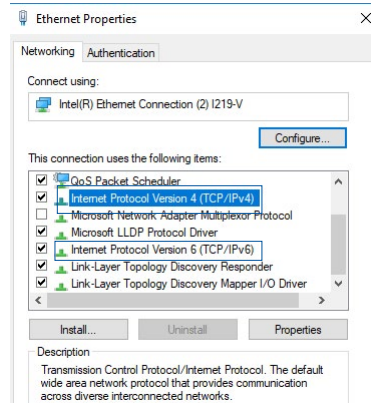 Ethernet Properties
Networking
Authentication
Connect using:
Intel(R) Ethernet Connection (2) I219-V
Configure...
This connection uses the following items:
QoS Packet Scheduler
Internet Protocol Version 4 (TCP/IPv4)
Microsoft Network Adapter Multiplexor Protocol
Microsoft LLDP Protocol Driver
Internet Protocol Version 6 (TCP/IPv6)
Link-Layer Topology Discovery Responder
Link-Layer Topology Discovery Mapper I/O Driver
Install...
Uninstall
Properties
Description
Transmission Control Protocol/Internet Protocol. The default
wide area network protocol that provides communication
across diverse interconnected networks.